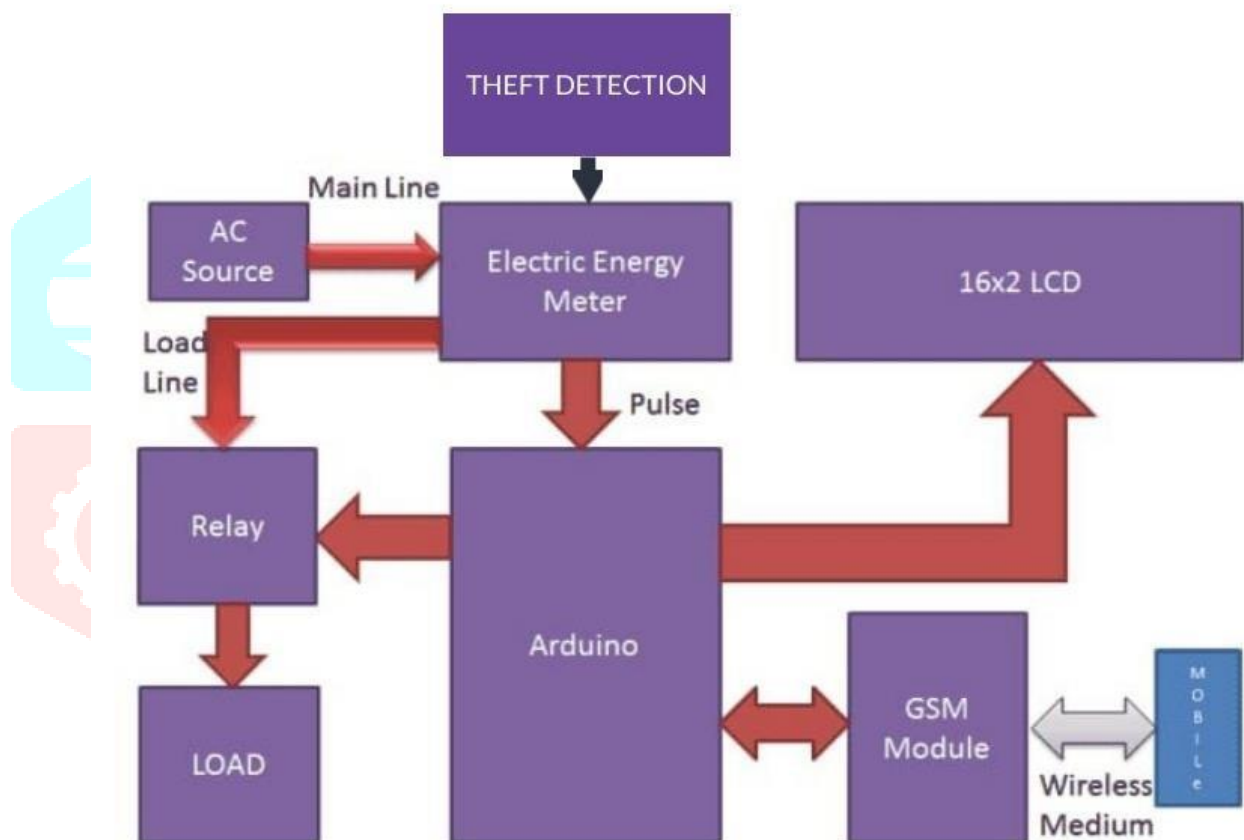 THEFT DETECTION
Main Line
AC
Source
Electric Energy
Meter
16x2 LCD
Load
Line
Pulse
Relay
Arduino
LOAD
GSM
Module
MOBILe
Wireless
Medium